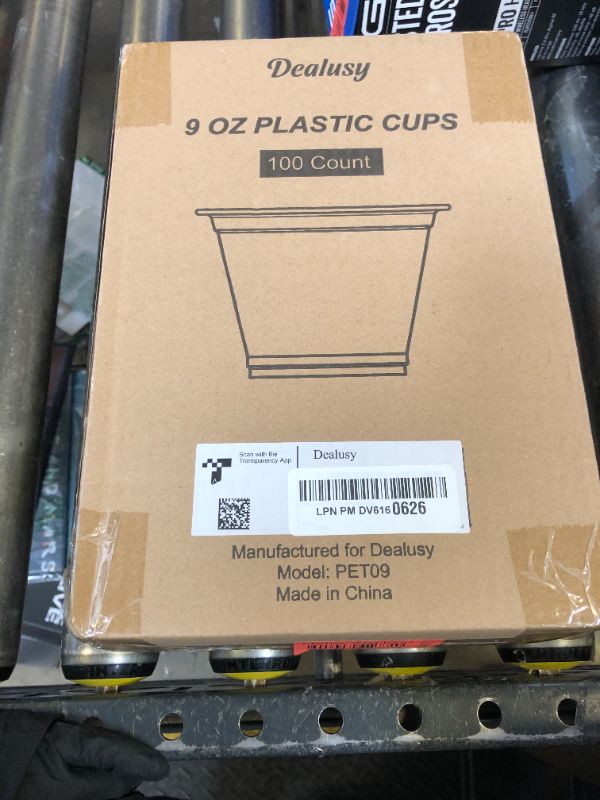 Dealusy
9 OZ PLASTIC CUPS
100 Count
Scan with the
Transparency App
Dealusy
LPN PM DV616 0626
Manufactured for Dealusy
Model: PET09
Made in China